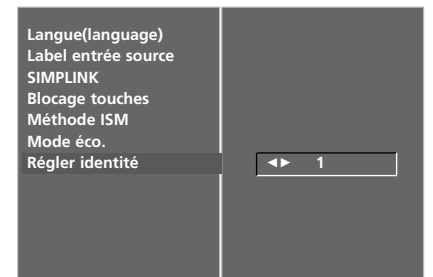 Langue(language)
Label entrée source
SIMPLINK
Blocage touches
Méthode ISM
Mode éco.
Régler identité ◄► 1